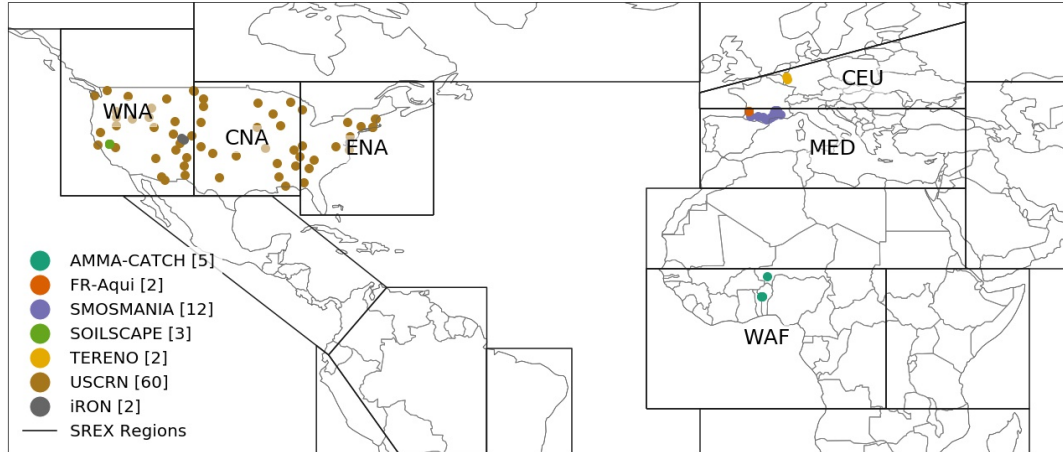 CEU
WNA
CNA
ENA
MED
AMMA-CATCH [5]
FR-Aqui [2]
SMOSMANIA [12]
SOILSCAPE [3]
WAF
TERENO [2]
USCRN [60]
iRON [2]
SREX Regions